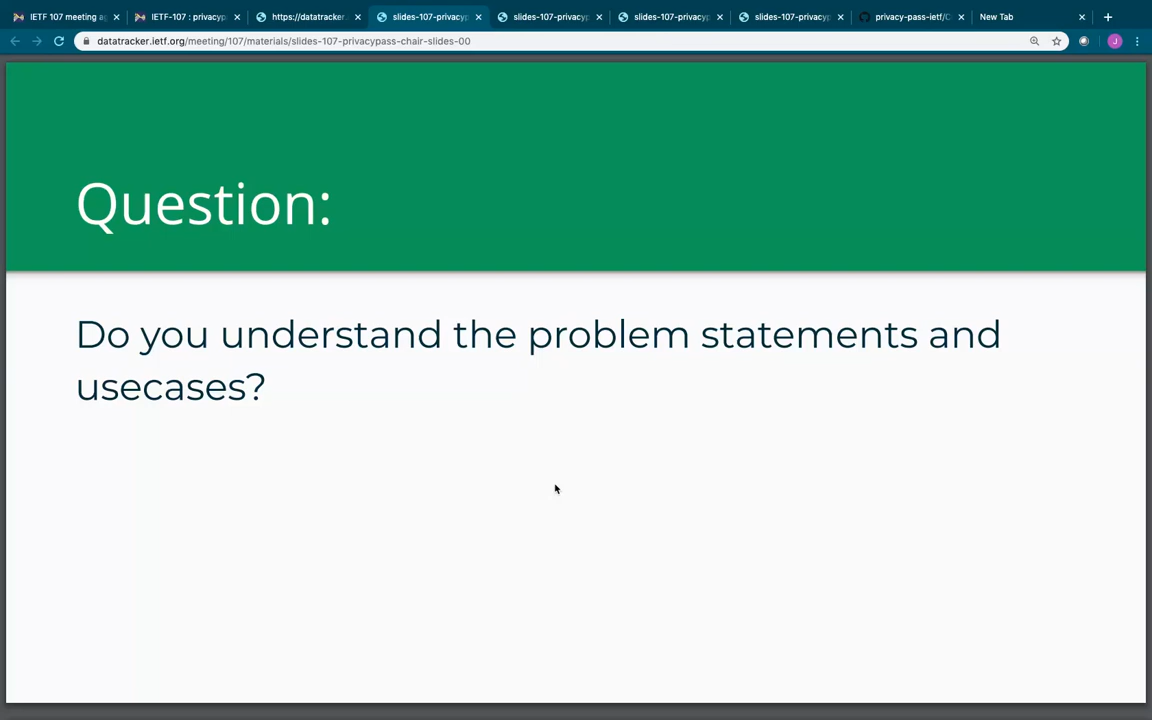 IETF 107 meeting ag
IETF-107 : privacypa
https://datatracker.
slides-107-privacyp
slides-107-privacyp
slides-107-privacyp
slides-107-privacyp
privacy-pass-ietf/C
New Tab
datatracker.ietf.org/meeting/107/materials/slides-107-privacypass-chair-slides-00
J
Question:
Do you understand the problem statements and
usecases?